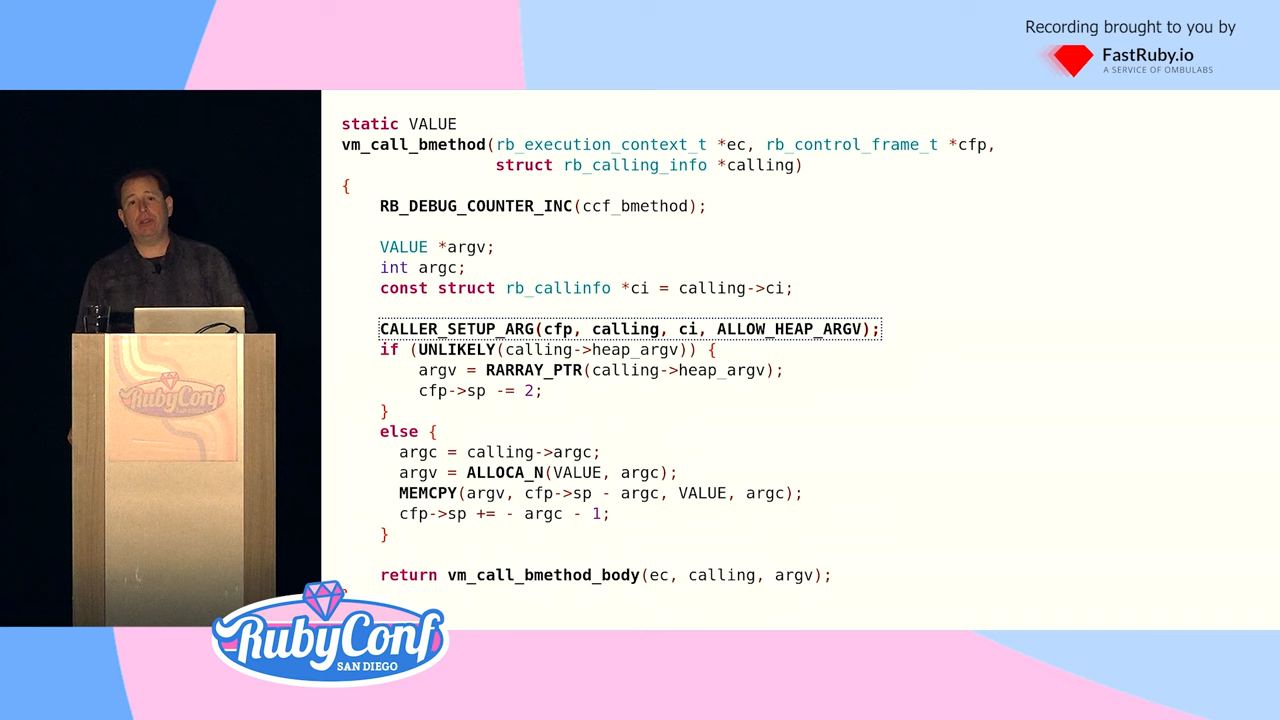 Recording brought to you by
FastRuby.io
A SERVICE OF OMBULABS
static VALUE
vm_call_bmethod(rb_execution_context_t *ec, rb_control_frame_t *cfp,
                struct rb_calling_info *calling)
{
    RB_DEBUG_COUNTER_INC(ccf_bmethod);
    VALUE *argv;
    int argc;
    const struct rb_callinfo *ci = calling->ci;
    CALLER_SETUP_ARG(cfp, calling, ci, ALLOW_HEAP_ARGV);
    if (UNLIKELY(calling->heap_argv)) {
        argv = RARRAY_PTR(calling->heap_argv);
        cfp->sp -= 2;
    }
    else {
      argc = calling->argc;
      argv = ALLOCA_N(VALUE, argc);
      MEMCPY(argv, cfp->sp - argc, VALUE, argc);
      cfp->sp += - argc - 1;
    }
    return vm_call_bmethod_body(ec, calling, argv);
RubyConf
SAN DIEGO
RubyConf
SAN DIEGO